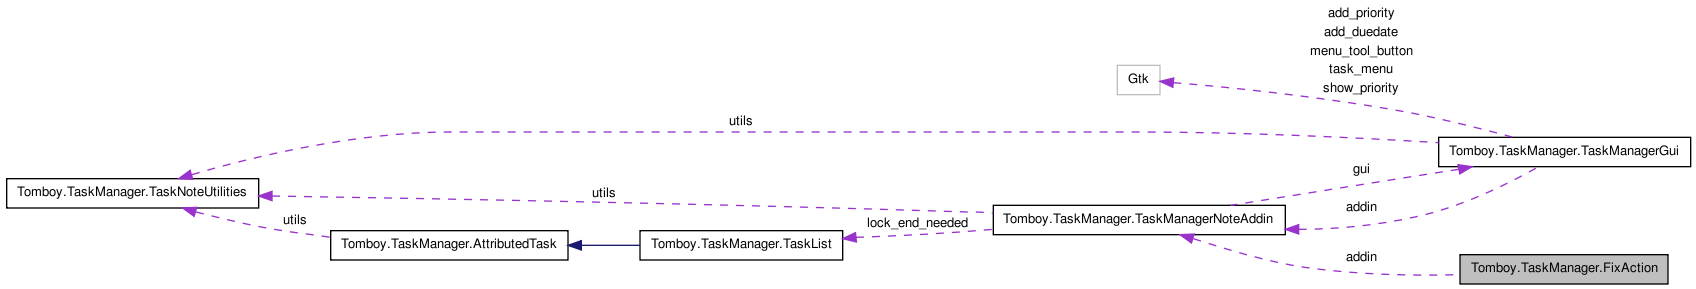 add_priority
add_duedate
menu_tool_button
task_menu
show_priority
Gtk
utils
Tomboy.TaskManager.TaskManagerGui
gui
Tomboy.TaskManager.TaskNoteUtilities
utils
addin
Tomboy.TaskManager.TaskManagerNoteAddin
utils
lock_end_needed
Tomboy.TaskManager.AttributedTask
Tomboy.TaskManager.TaskList
addin
Tomboy.TaskManager.FixAction